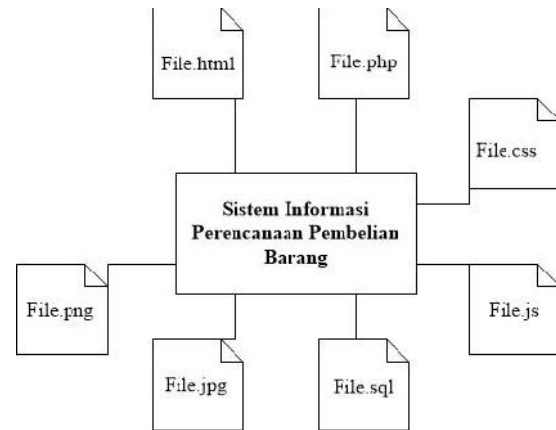 File.html
File.php
File.css
Sistem Informasi
Perencanaan Pembelian
Barang
File.png
File.js
File.jpg
File.sql